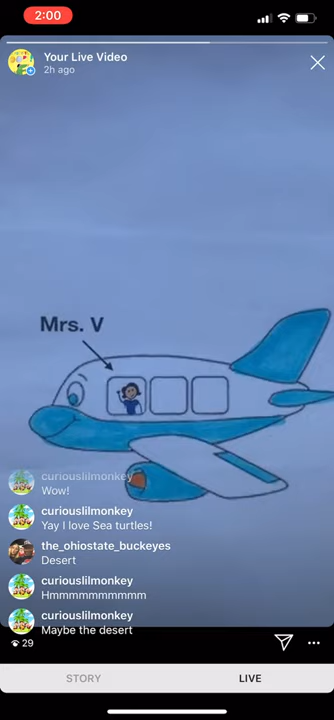 2:00
Your Live Video
2h ago
Mrs. V
curiouslilmonkey
Wow!
curiouslilmonkey
Yay I love Sea turtles!
the_ohiostate_buckeyes
Desert
curiouslilmonkey
Hmmmmmmmmmm
curiouslilmonkey
Maybe the desert
29
STORY
LIVE